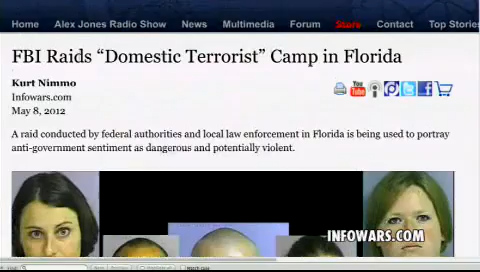 Home Alex Jones Radio Show News Multimedia Forum Store Contact Top Stories
FBI Raids “Domestic Terrorist” Camp in Florida
Kurt Nimmo
Infowars.com
May 8, 2012
You Tube
A raid conducted by federal authorities and local law enforcement in Florida is being used to portray
anti-government sentiment as dangerous and potentially violent.
INFOWARS.COM